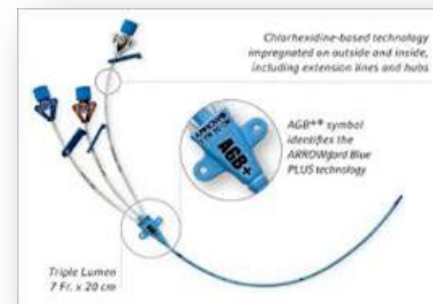 Chlorhexidine-based technology
impregnated on outside and inside,
including extension lines and hubs
ARROW
AGB+
AGB+® symbol
identifies the
ARROWgard Blue
PLUS technology
Triple Lumen
7 Fr. x 20 cm